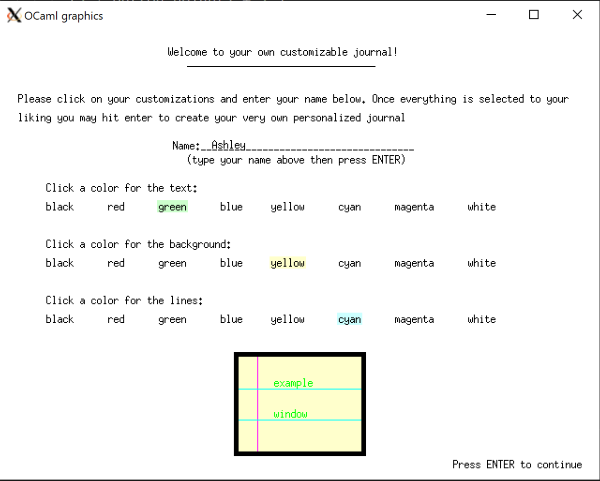 OCaml graphics
Welcome to your own customizable journal!
Please click on your customizations and enter your name below. Once everything is selected to your
liking you may hit enter to create your very own personalized journal
Name:__Ashley______________________________
(type your name above then press ENTER)
Click a color for the text:
black red green blue yellow cyan magenta white
Click a color for the background:
black red green blue yellow cyan magenta white
Click a color for the lines:
black red green blue yellow cyan magenta white
example
window
Press ENTER to continue